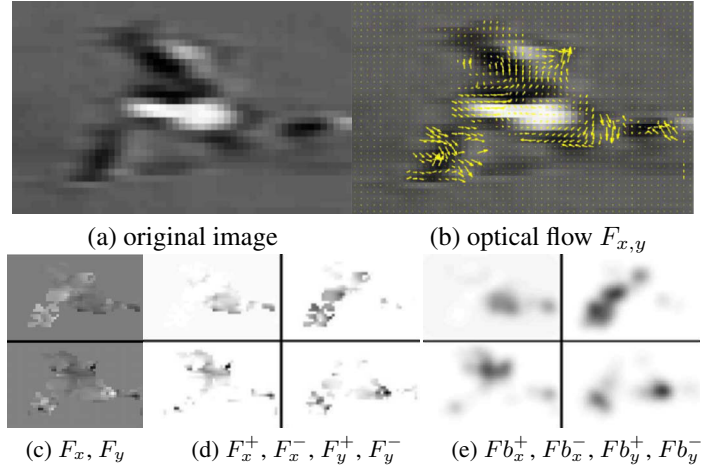 (a) original image
(b) optical flow $F_{x,y}$
(c) $F_x, F_y$
(d) $F_x^+, F_x^-, F_y^+, F_y^-$
(e) $Fb_x^+, Fb_x^-, Fb_y^+, Fb_y^-$